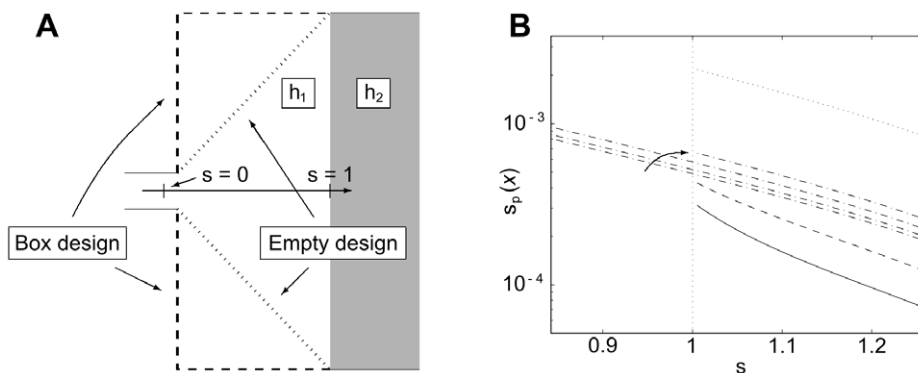 A
h1
h2
s = 0
s = 1
Box design
Empty design
B
sp(x)
10-3
10-4
0.9
1
1.1
1.2
s